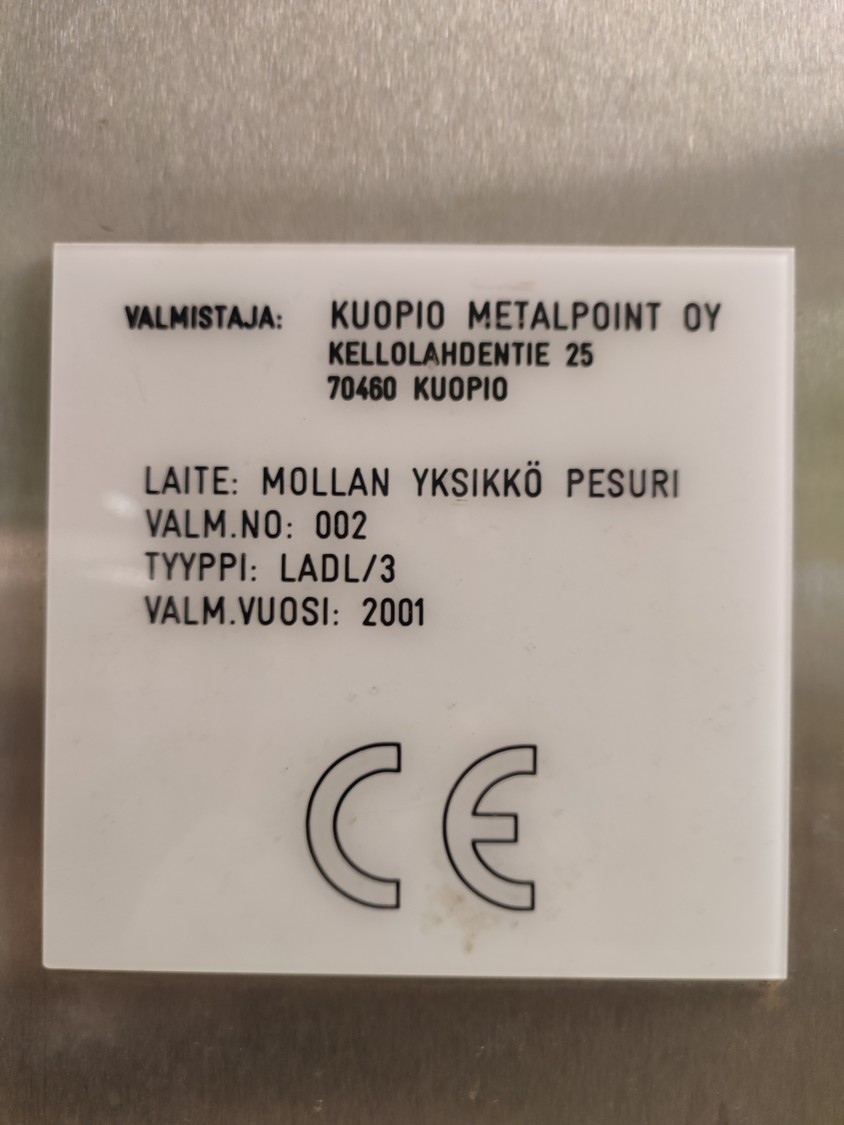 VALMISTAJA: KUOPIO METALPOINT OY
KELLOLAHDENTIE 25
70460 KUOPIO
LAITE: MOLLAN YKSIKKÖ PESURI
VALM.NO: 002
TYYPPI: LADL/3
VALM.VUOSI: 2001
CE